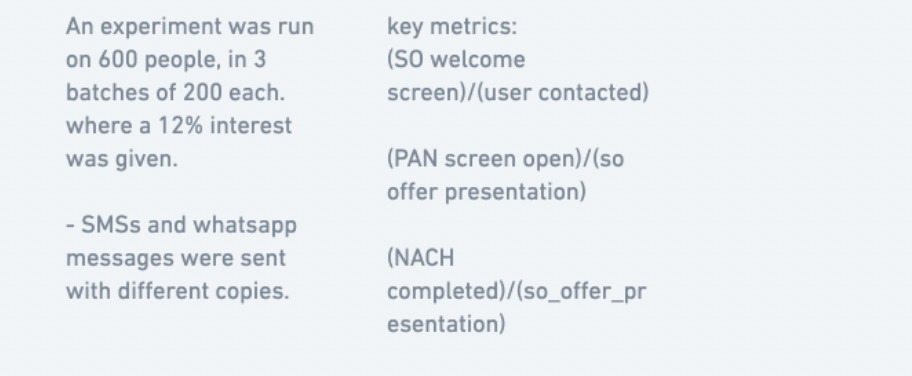 An experiment was run
on 600 people, in 3
batches of 200 each.
where a 12% interest
was given.
- SMSs and whatsapp
messages were sent
with different copies.
key metrics:
(SO welcome
screen)/(user contacted)
(PAN screen open)/(so
offer presentation)
(NACH
completed)/(so_offer_pr
esentation)